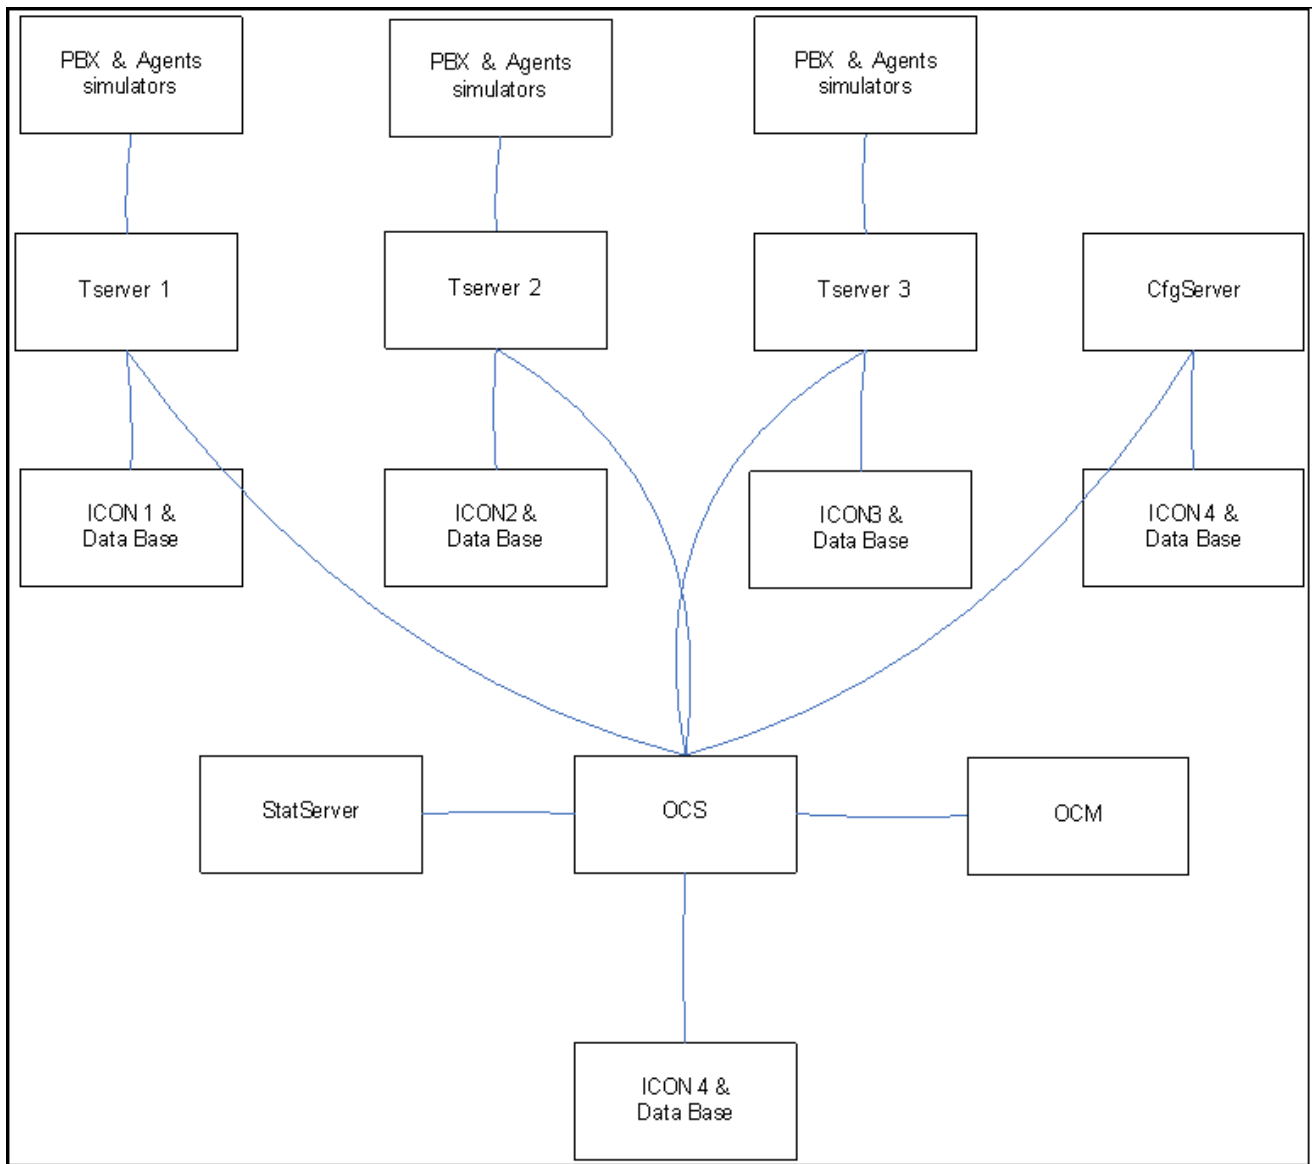 PBX & Agents
simulators
PBX & Agents
simulators
PBX & Agents
simulators
Tserver 1
Tserver 2
Tserver 3
CfgServer
ICON 1 &
Data Base
ICON2 &
Data Base
ICON3 &
Data Base
ICON 4 &
Data Base
StatServer
OCS
OCM
ICON 4 &
Data Base